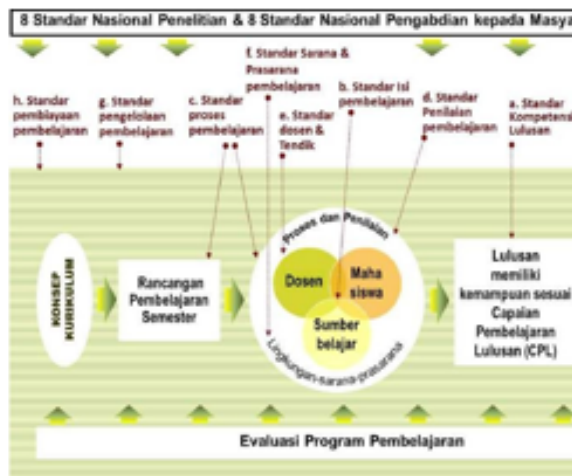 8 Standar Nasional Penelitian & 8 Standar Nasional Pengabdian kepada Masya
f. Standar Sarana &
Prasarana
pembelajaran
h. Standar
pembiayaan
pembelajaran
g. Standar
pengelolaan
pembelajaran
c. Standar
proses
pembelajaran
e. Standar
dosen &
Tendik
b. Standar Isi
pembelajaran
d. Standar
Penilaian
pembelajaran
a. Standar
Kompetensi
Lulusan
KONSEP
KURIKULUM
Rancangan
Pembelajaran
Semester
Proses dan Penilaian
Dosen
Maha
siswa
Sumber
belajar
Lingkungan-sarana-prasarana
Lulusan
memiliki
kemampuan sesuai
Capaian
Pembelajaran
Lulusan (CPL)
Evaluasi Program Pembelajaran